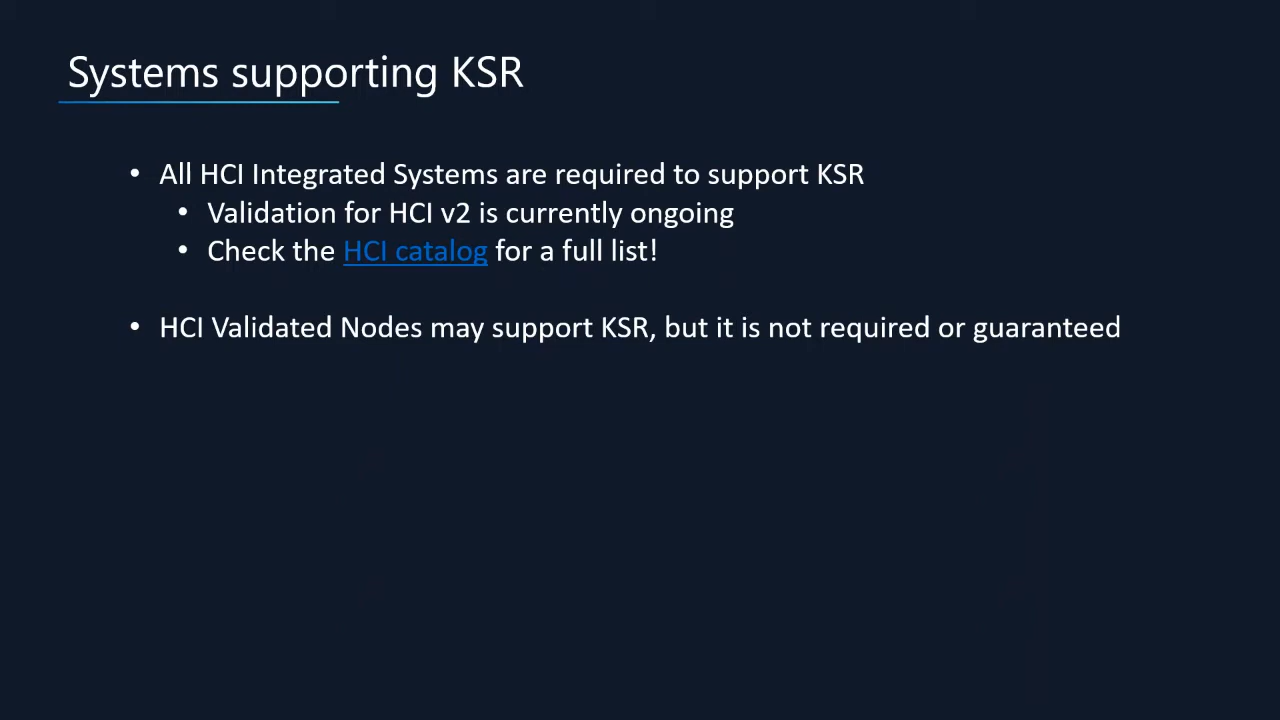 Systems supporting KSR
• All HCI Integrated Systems are required to support KSR
• Validation for HCI v2 is currently ongoing
• Check the HCI catalog for a full list!
• HCI Validated Nodes may support KSR, but it is not required or guaranteed